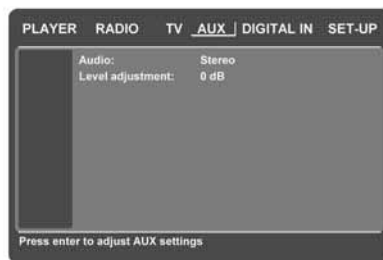 PLAYER RADIO TV AUX DIGITAL IN SET-UP
Audio: Stereo
Level adjustment: 0 dB
Press enter to adjust AUX settings